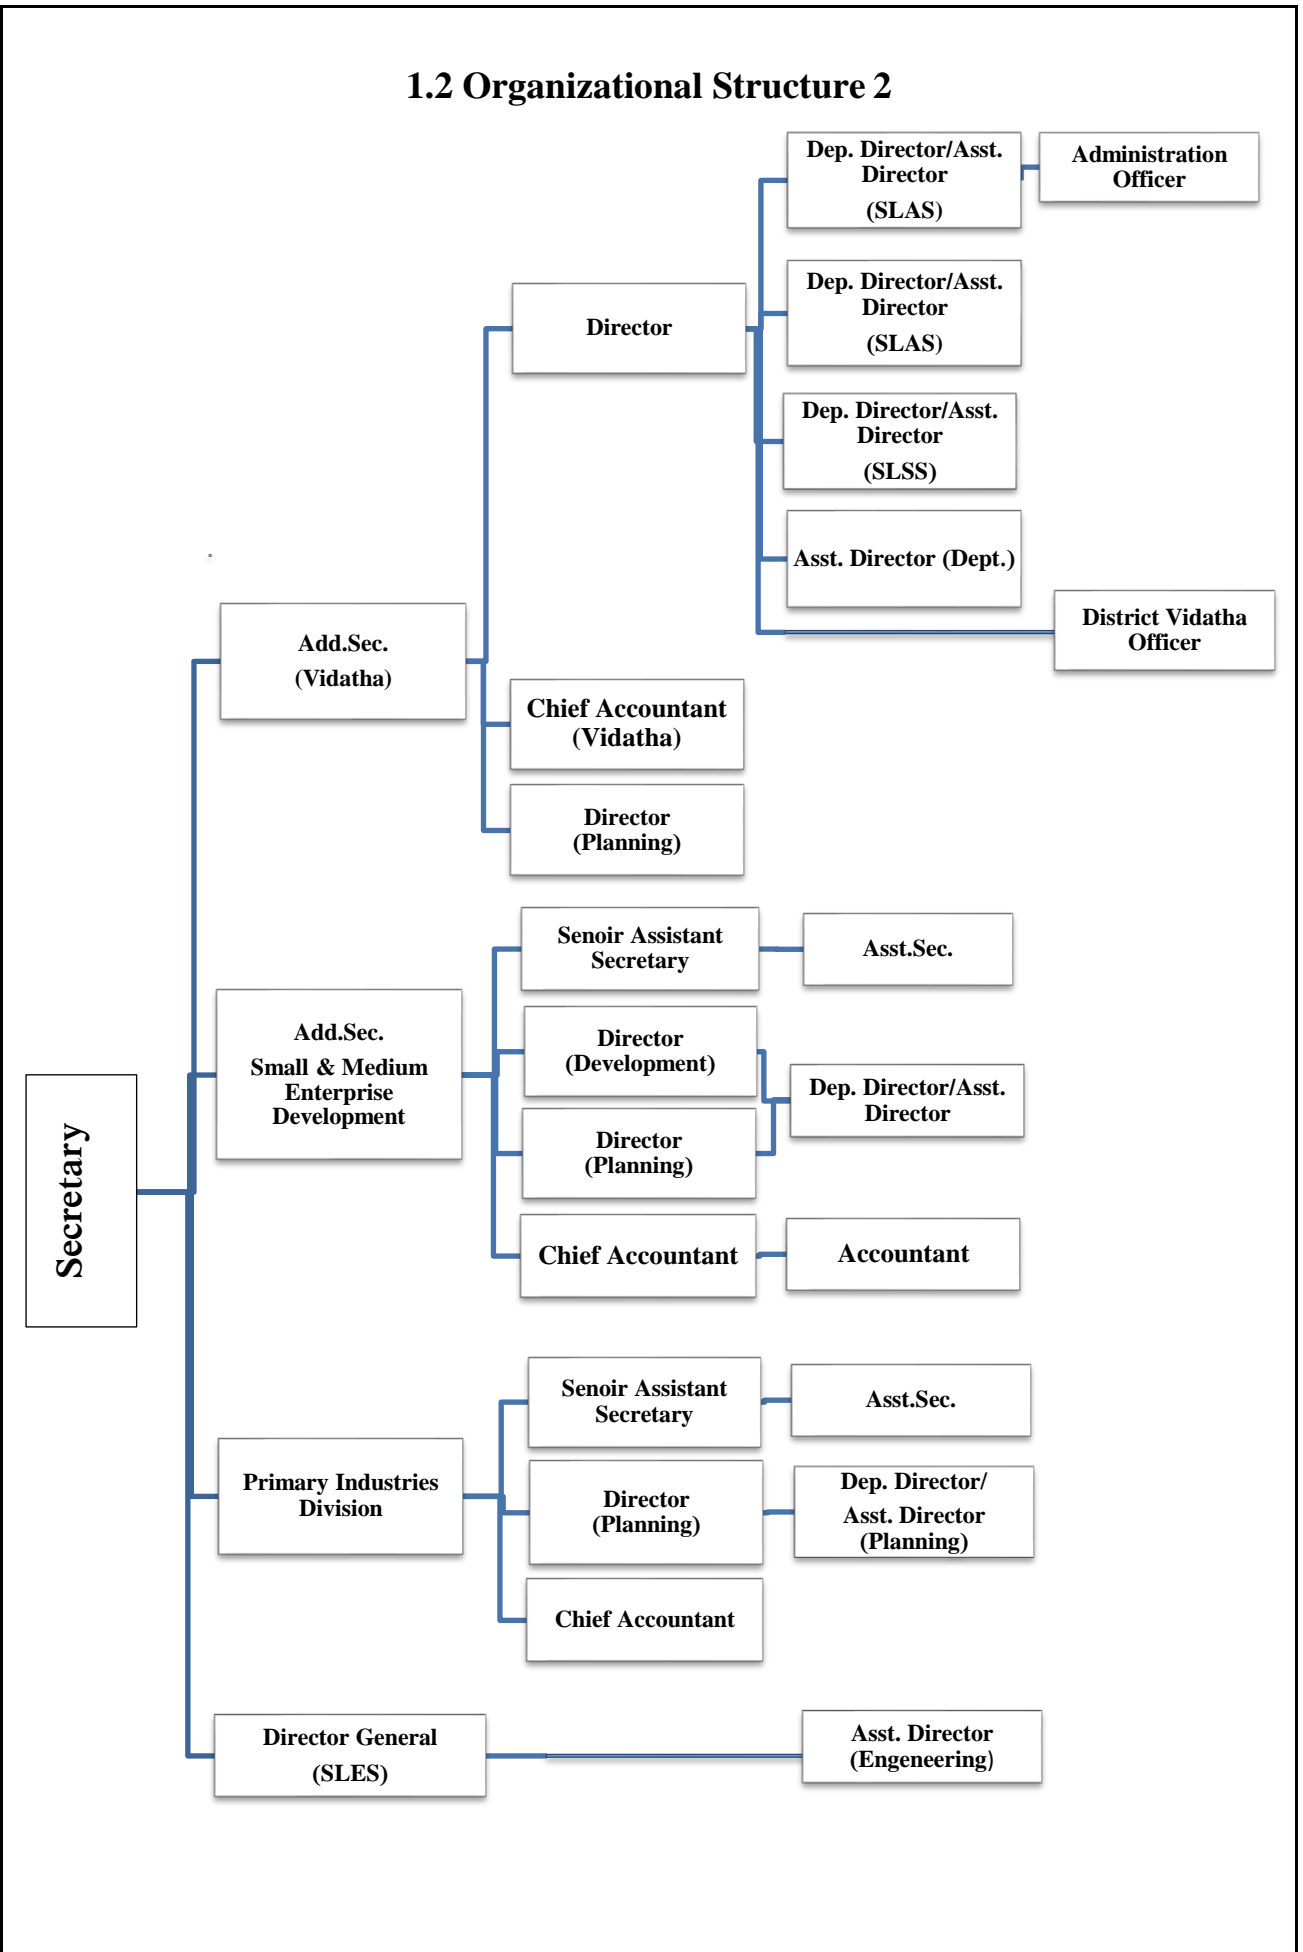 1.2 Organizational Structure 2
Dep. Director/Asst.
Director
(SLAS)
Administration
Officer
Dep. Director/Asst.
Director
(SLAS)
Director
Dep. Director/Asst.
Director
(SLSS)
Asst. Director (Dept.)
District Vidatha
Officer
Add.Sec.
(Vidatha)
Chief Accountant
(Vidatha)
Director
(Planning)
Senoir Assistant
Secretary
Asst.Sec.
Add.Sec.
Small & Medium
Enterprise
Development
Director
(Development)
Dep. Director/Asst.
Director
Director
(Planning)
Secretary
Chief Accountant
Accountant
Senoir Assistant
Secretary
Asst.Sec.
Primary Industries
Division
Director
(Planning)
Dep. Director/
Asst. Director
(Planning)
Chief Accountant
Director General
(SLES)
Asst. Director
(Engeneering)